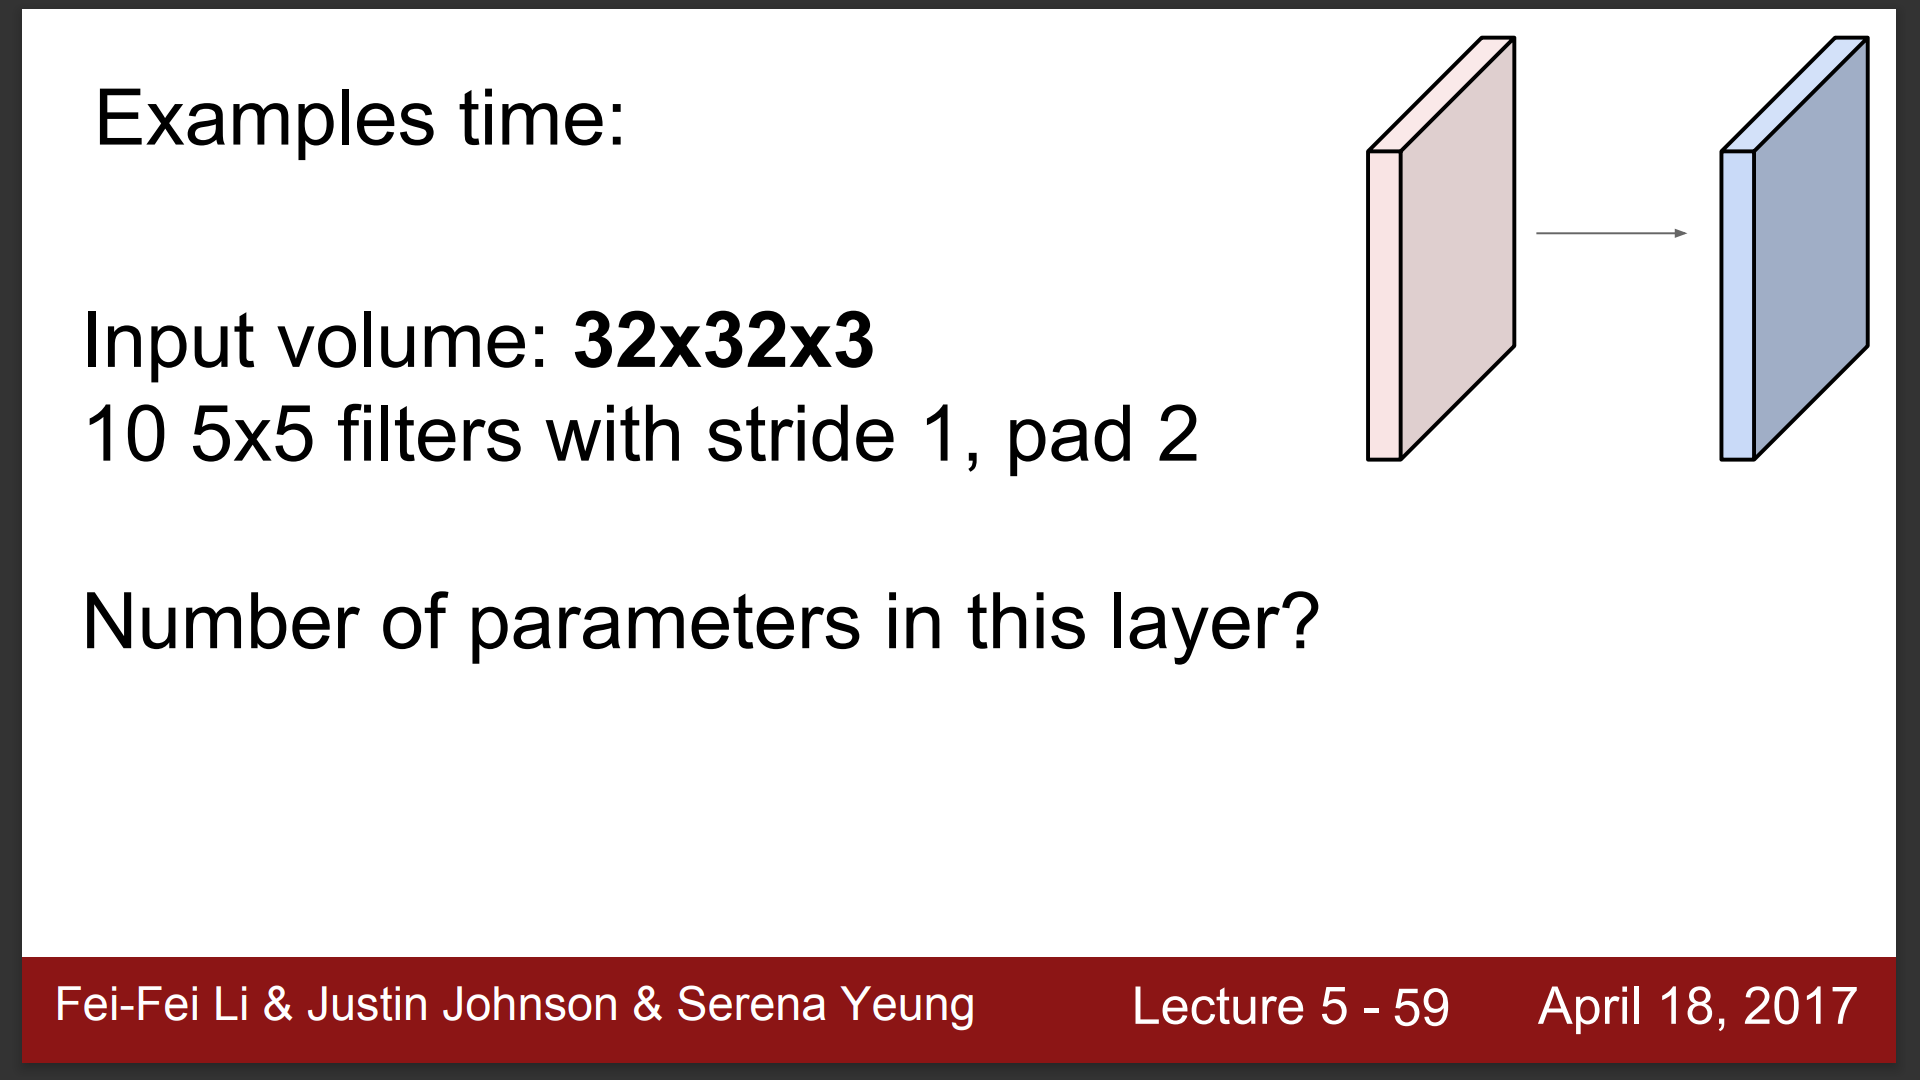 Examples time:
Input volume: 32x32x3
10 5x5 filters with stride 1, pad 2
Number of parameters in this layer?
Fei-Fei Li & Justin Johnson & Serena Yeung
Lecture 5 - 59
April 18, 2017